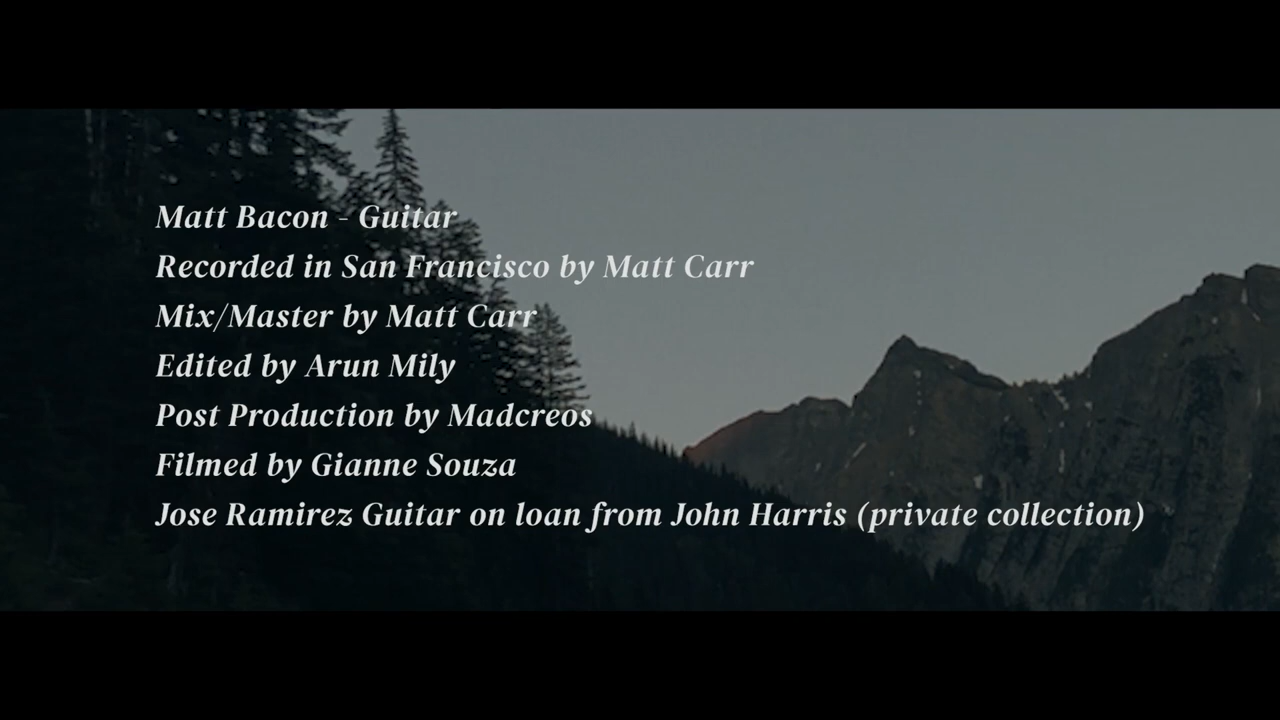 Matt Bacon - Guitar
Recorded in San Francisco by Matt Carr
Mix/Master by Matt Carr
Edited by Arun Mily
Post Production by Madcreos
Filmed by Gianne Souza
Jose Ramirez Guitar on loan from John Harris (private collection)